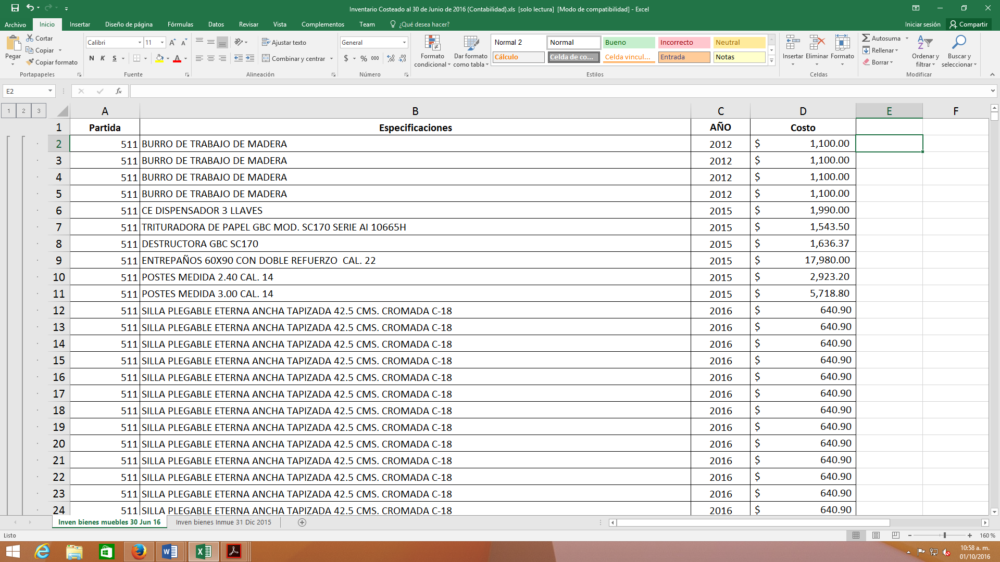 Inventario Costeado al 30 de Junio de 2016 (Contabilidad).xls [solo lectura] [Modo de compatibilidad] - Excel
Archivo Inicio Insertar Diseño de página Fórmulas Datos Revisar Vista Complementos Team ¿Qué desea hacer? Iniciar sesión Compartir
Pegar Cortar Copiar Copiar formato
Calibri 11 N K S
Ajustar texto Combinar y centrar
General $ % 000
Formato condicional Dar formato como tabla
Normal 2 Normal Bueno Incorrecto Neutral
Cálculo Celda de co... Celda vincul... Entrada Notas
Insertar Eliminar Formato
Autosuma Rellenar Borrar
Ordenar y filtrar Buscar y seleccionar
Portapapeles Fuente Alineación Número Estilos Celdas Modificar
E2 fx
1 2 3 A B C D E F
1 Partida Especificaciones AÑO Costo
2 511 BURRO DE TRABAJO DE MADERA 2012 $ 1,100.00
3 511 BURRO DE TRABAJO DE MADERA 2012 $ 1,100.00
4 511 BURRO DE TRABAJO DE MADERA 2012 $ 1,100.00
5 511 BURRO DE TRABAJO DE MADERA 2012 $ 1,100.00
6 511 CE DISPENSADOR 3 LLAVES 2015 $ 1,990.00
7 511 TRITURADORA DE PAPEL GBC MOD. SC170 SERIE AI 10665H 2015 $ 1,543.50
8 511 DESTRUCTORA GBC SC170 2015 $ 1,636.37
9 511 ENTREPAÑOS 60X90 CON DOBLE REFUERZO CAL. 22 2015 $ 17,980.00
10 511 POSTES MEDIDA 2.40 CAL. 14 2015 $ 2,923.20
11 511 POSTES MEDIDA 3.00 CAL. 14 2015 $ 5,718.80
12 511 SILLA PLEGABLE ETERNA ANCHA TAPIZADA 42.5 CMS. CROMADA C-18 2016 $ 640.90
13 511 SILLA PLEGABLE ETERNA ANCHA TAPIZADA 42.5 CMS. CROMADA C-18 2016 $ 640.90
14 511 SILLA PLEGABLE ETERNA ANCHA TAPIZADA 42.5 CMS. CROMADA C-18 2016 $ 640.90
15 511 SILLA PLEGABLE ETERNA ANCHA TAPIZADA 42.5 CMS. CROMADA C-18 2016 $ 640.90
16 511 SILLA PLEGABLE ETERNA ANCHA TAPIZADA 42.5 CMS. CROMADA C-18 2016 $ 640.90
17 511 SILLA PLEGABLE ETERNA ANCHA TAPIZADA 42.5 CMS. CROMADA C-18 2016 $ 640.90
18 511 SILLA PLEGABLE ETERNA ANCHA TAPIZADA 42.5 CMS. CROMADA C-18 2016 $ 640.90
19 511 SILLA PLEGABLE ETERNA ANCHA TAPIZADA 42.5 CMS. CROMADA C-18 2016 $ 640.90
20 511 SILLA PLEGABLE ETERNA ANCHA TAPIZADA 42.5 CMS. CROMADA C-18 2016 $ 640.90
21 511 SILLA PLEGABLE ETERNA ANCHA TAPIZADA 42.5 CMS. CROMADA C-18 2016 $ 640.90
22 511 SILLA PLEGABLE ETERNA ANCHA TAPIZADA 42.5 CMS. CROMADA C-18 2016 $ 640.90
23 511 SILLA PLEGABLE ETERNA ANCHA TAPIZADA 42.5 CMS. CROMADA C-18 2016 $ 640.90
24 511 SILLA PLEGABLE ETERNA ANCHA TAPIZADA 42.5 CMS. CROMADA C-18 2016 $ 640.90
Inven bienes muebles 30 Jun 16 Inven bienes Inmue 31 Dic 2015
Listo 160 %
10:58 a. m.
01/10/2016